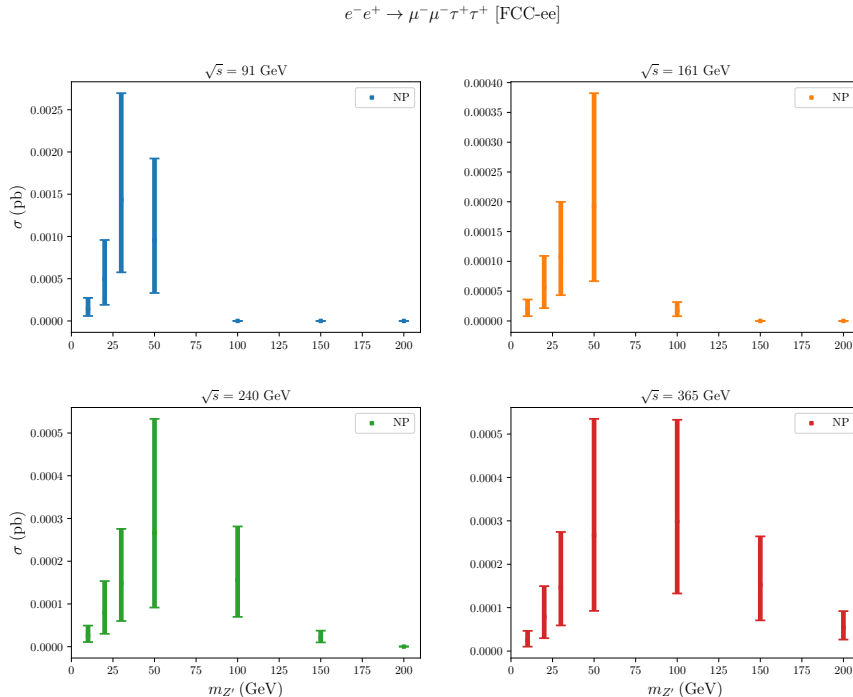 e⁻e⁺ → μ⁻μ⁻τ⁺τ⁺ [FCC-ee]
√s = 91 GeV
NP
σ (pb)
0.0025
0.0020
0.0015
0.0010
0.0005
0.0000
0 25 50 75 100 125 150 175 200
√s = 161 GeV
NP
0.00040
0.00035
0.00030
0.00025
0.00020
0.00015
0.00010
0.00005
0.00000
0 25 50 75 100 125 150 175 200
√s = 240 GeV
NP
σ (pb)
0.0005
0.0004
0.0003
0.0002
0.0001
0.0000
0 25 50 75 100 125 150 175 200
m_{Z′} (GeV)
√s = 365 GeV
NP
0.0005
0.0004
0.0003
0.0002
0.0001
0.0000
0 25 50 75 100 125 150 175 200
m_{Z′} (GeV)